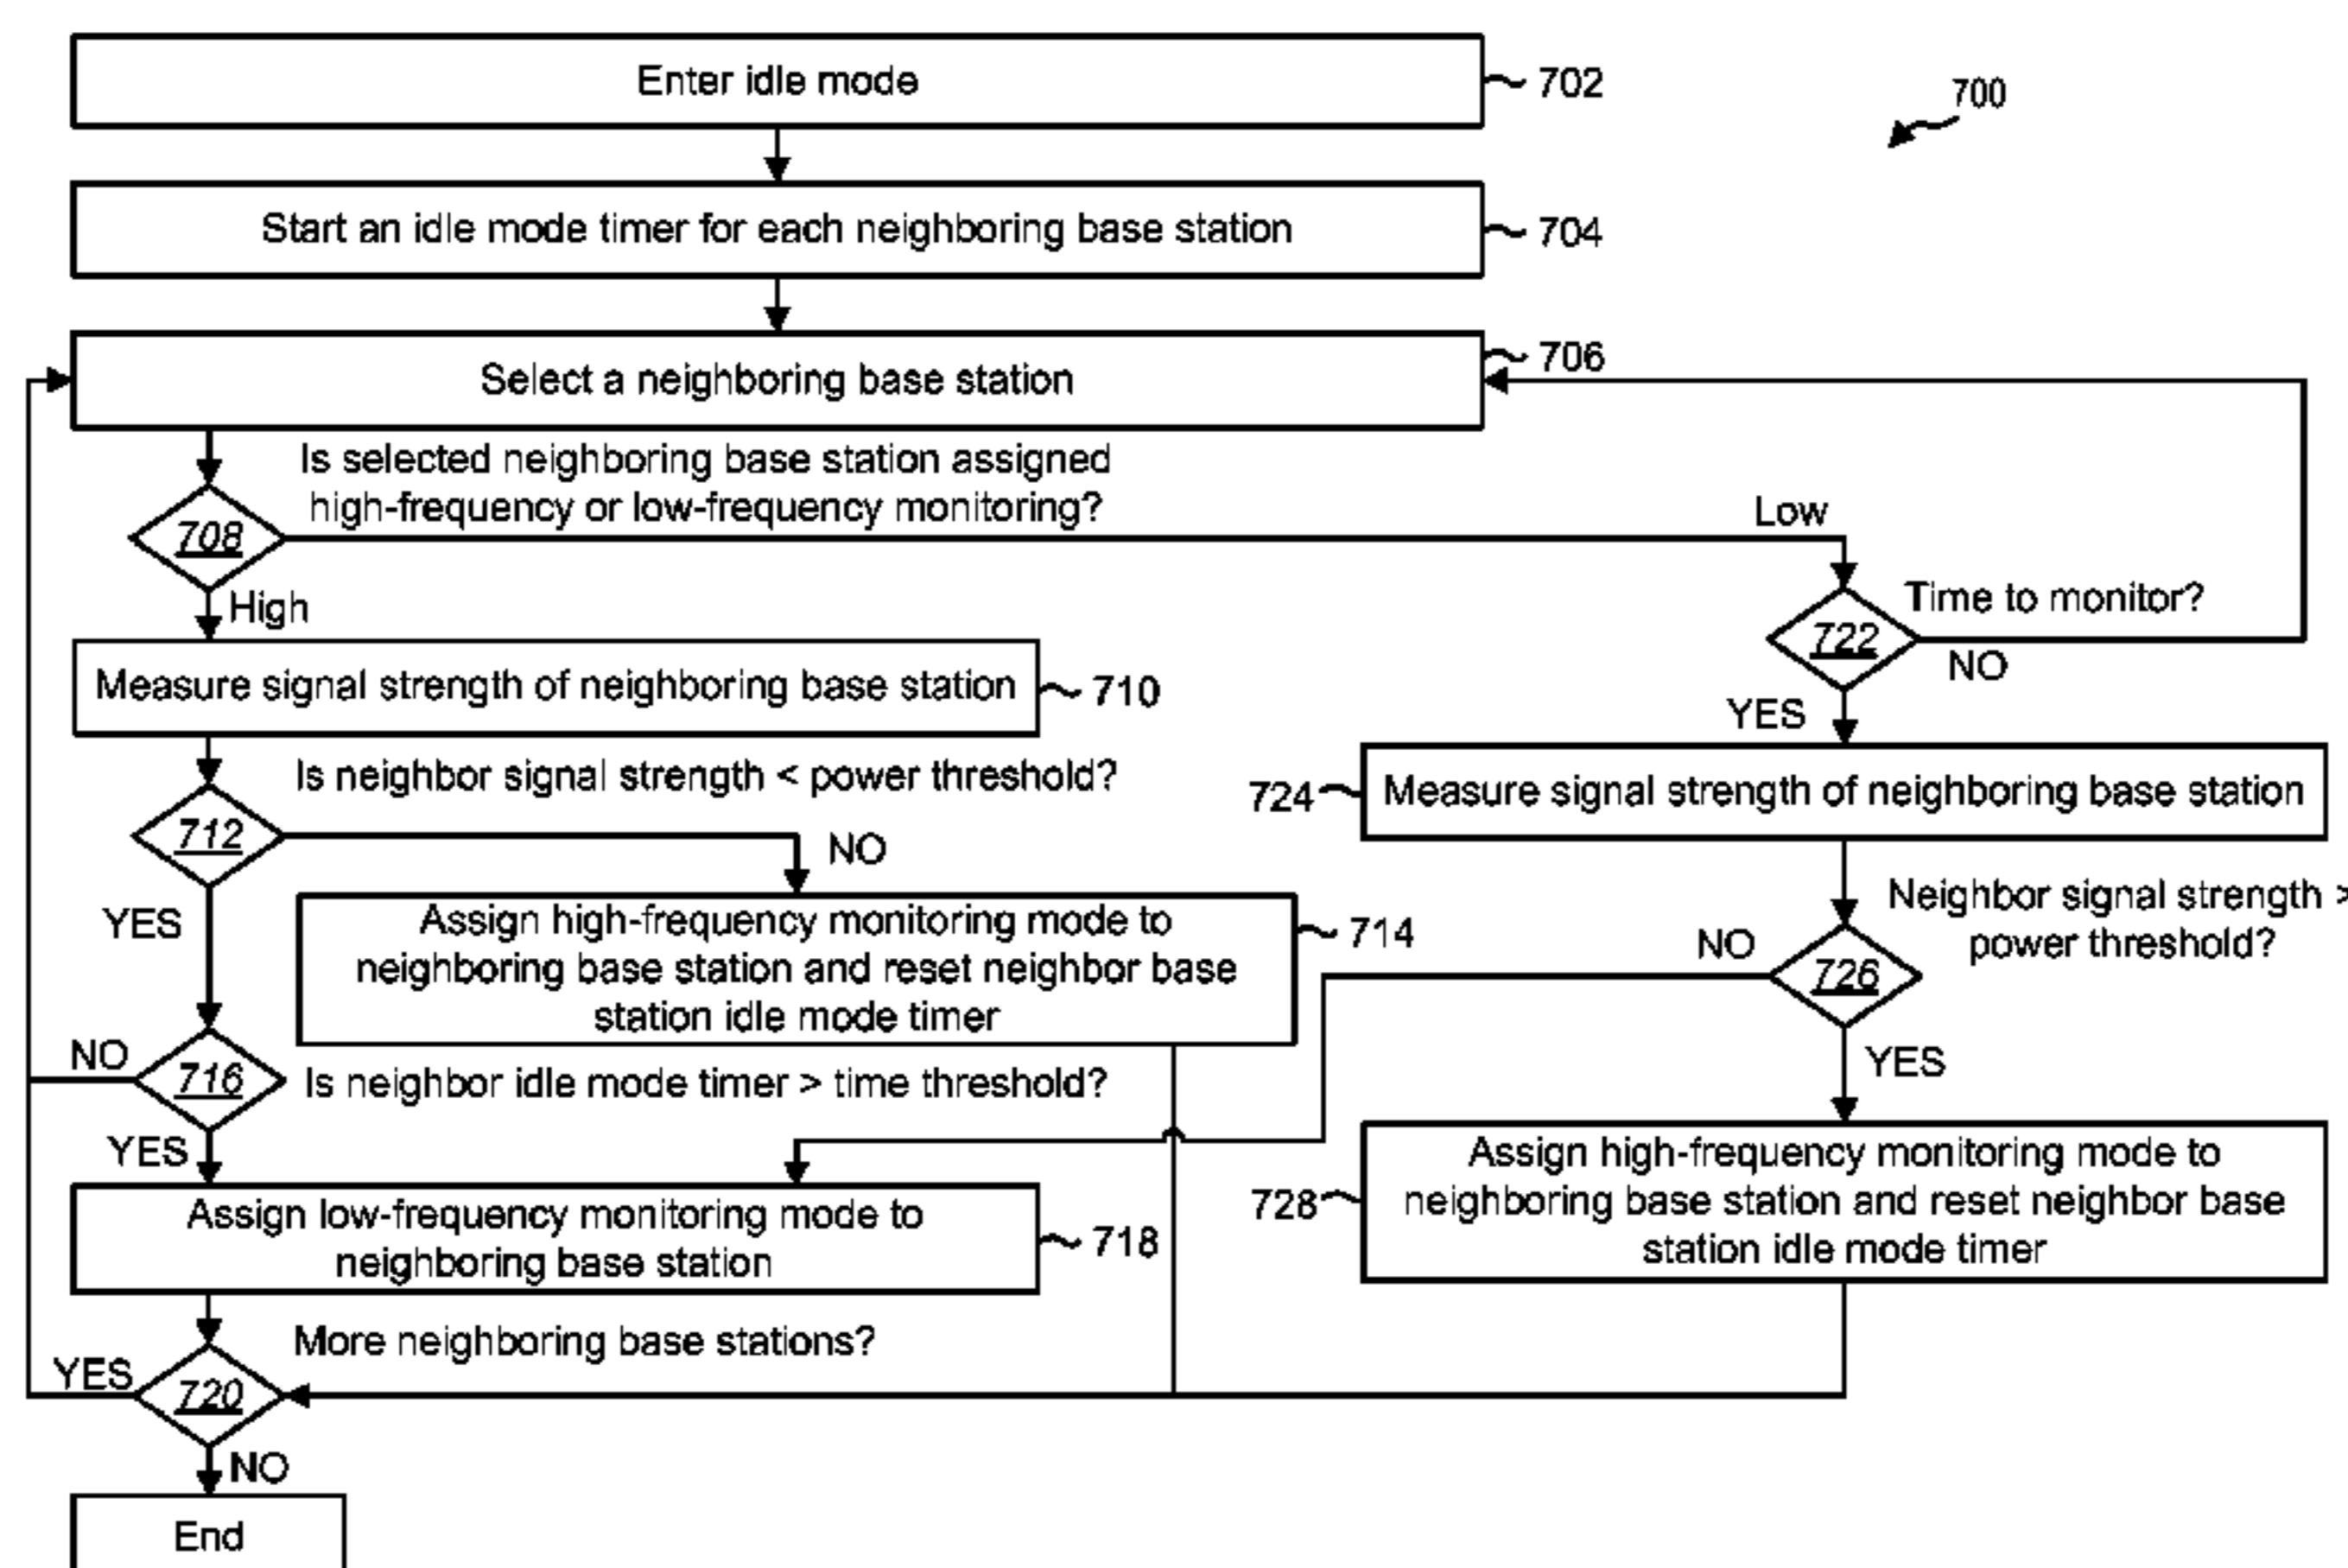 Enter idle mode
702
700
Start an idle mode timer for each neighboring base station
704
Select a neighboring base station
706
Is selected neighboring base station assigned
high-frequency or low-frequency monitoring?
708
Low
High
Time to monitor?
722
NO
YES
Measure signal strength of neighboring base station
710
Is neighbor signal strength < power threshold?
712
NO
YES
724
Measure signal strength of neighboring base station
Assign high-frequency monitoring mode to
neighboring base station and reset neighbor base
station idle mode timer
714
Neighbor signal strength >
power threshold?
NO
726
YES
NO
716
Is neighbor idle mode timer > time threshold?
YES
Assign low-frequency monitoring mode to
neighboring base station
718
728
Assign high-frequency monitoring mode to
neighboring base station and reset neighbor base
station idle mode timer
More neighboring base stations?
YES
720
NO
End